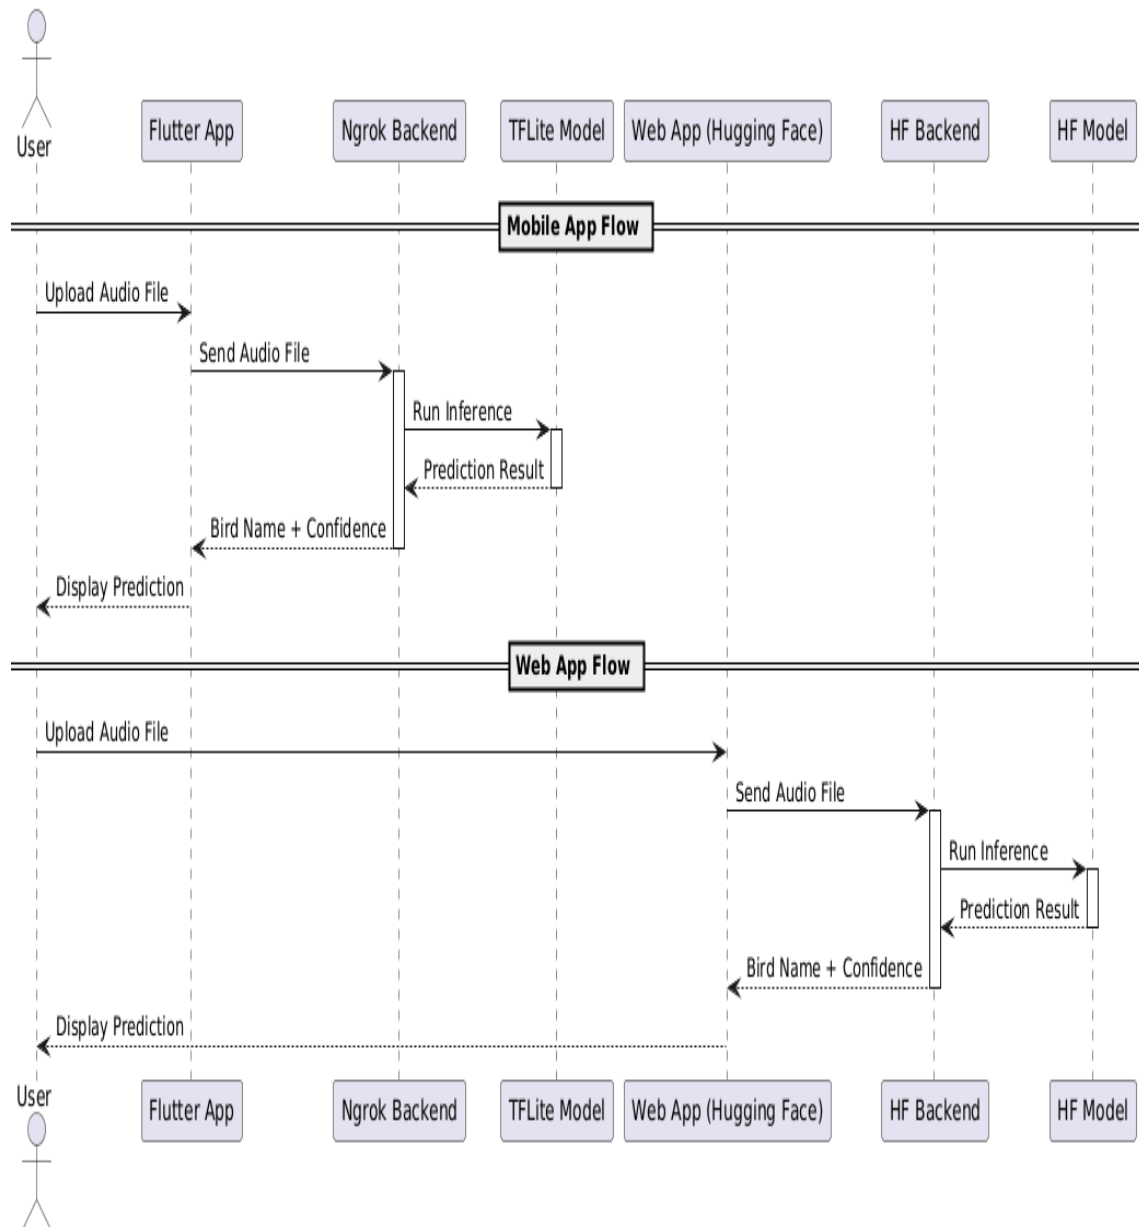 User
Flutter App
Ngrok Backend
TFLite Model
Web App (Hugging Face)
HF Backend
HF Model
Mobile App Flow
Upload Audio File
Send Audio File
Run Inference
Prediction Result
Bird Name + Confidence
Display Prediction
Web App Flow
Upload Audio File
Send Audio File
Run Inference
Prediction Result
Bird Name + Confidence
Display Prediction
User
Flutter App
Ngrok Backend
TFLite Model
Web App (Hugging Face)
HF Backend
HF Model